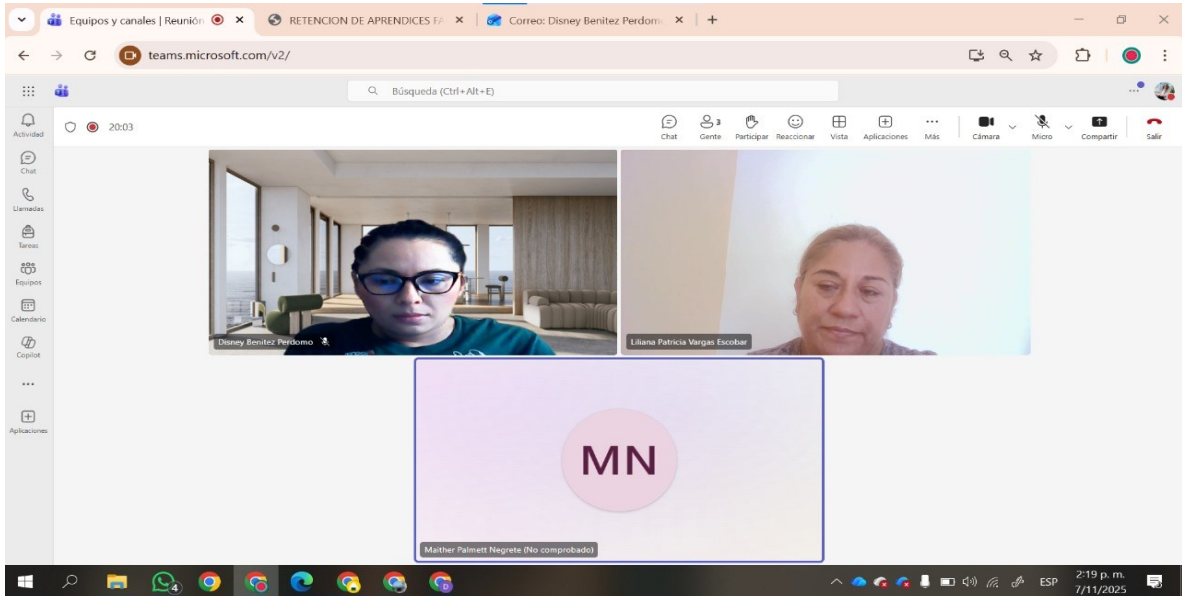 Equipos y canales | Reunión
RETENCION DE APRENDICES FA
Correo: Disney Benitez Perdom
teams.microsoft.com/v2/
Búsqueda (Ctrl+Alt+E)
20:03
Chat
Gente 3
Participar
Reaccionar
Vista
Aplicaciones
Más
Cámara
Micro
Compartir
Salir
Actividad
Chat
Llamadas
Tareas
Equipos
Calendario
Copilot
Aplicaciones
Disney Benitez Perdomo
Liliana Patricia Vargas Escobar
MN
Maither Palmett Negrete (No comprobado)
4
ESP
2:19 p. m.
7/11/2025